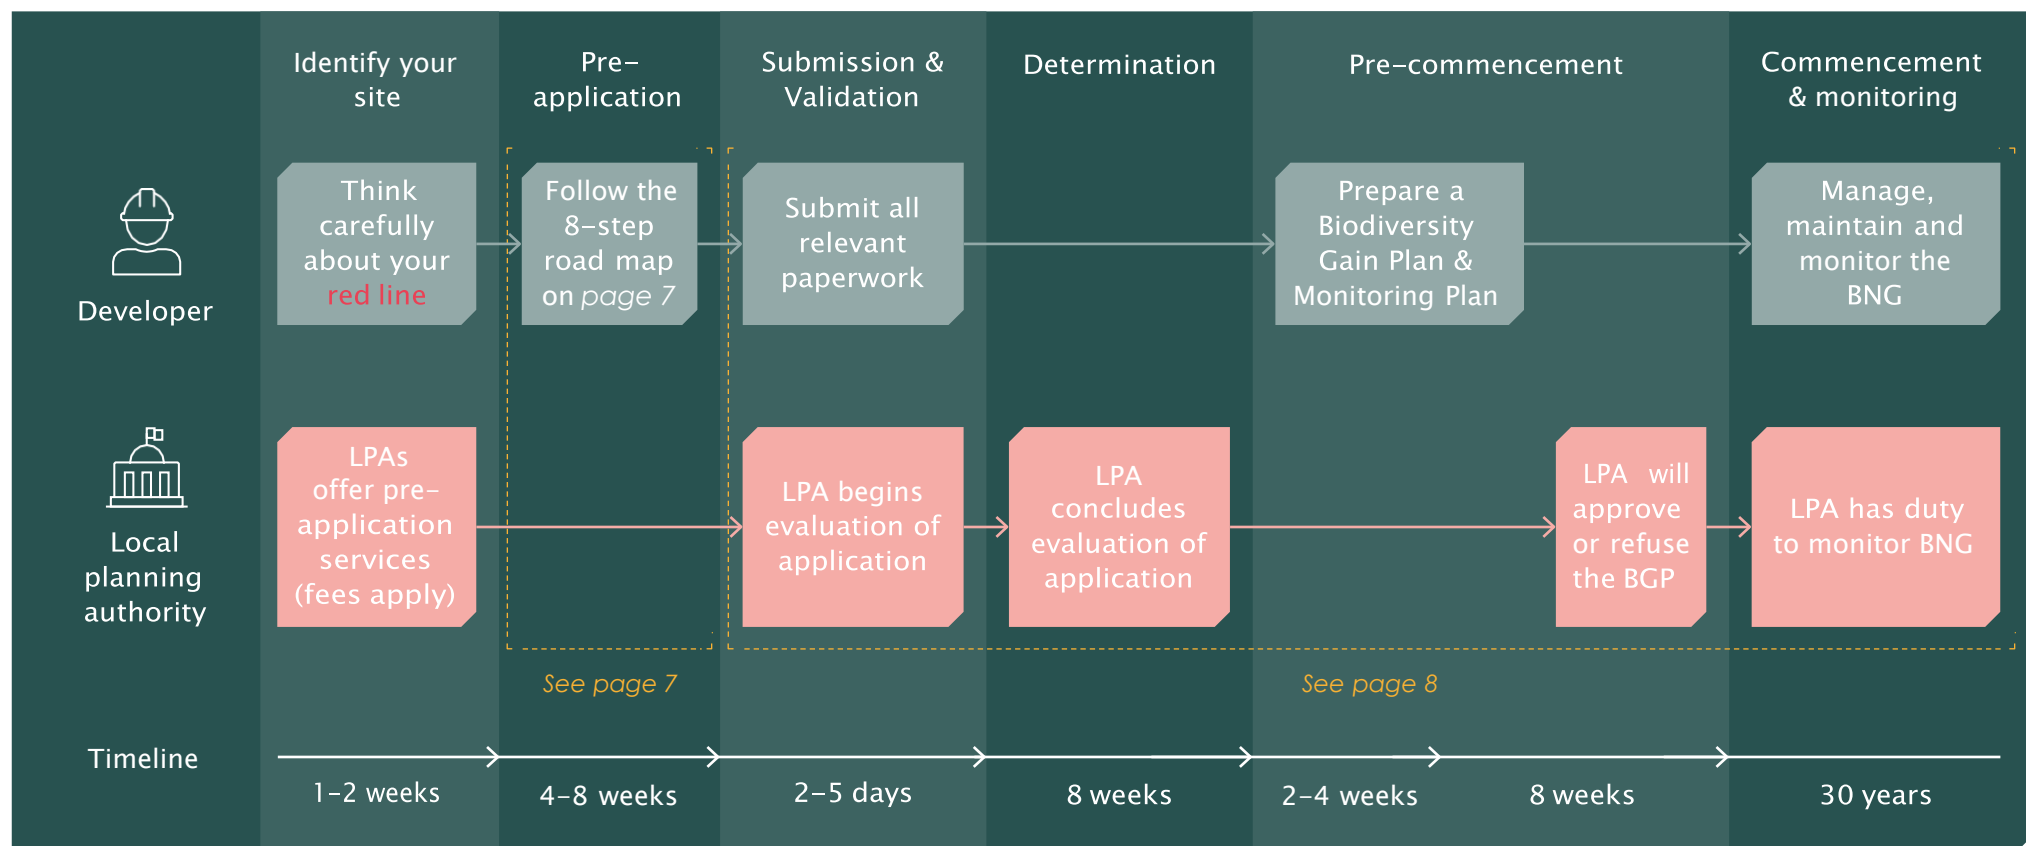 Identify your
site
Pre-
application
Submission &
Validation
Determination
Pre-commencement
Commencement
& monitoring
Developer
Think
carefully
about your
red line
Follow the
8-step
road map
on page 7
Submit all
relevant
paperwork
Prepare a
Biodiversity
Gain Plan &
Monitoring Plan
Manage,
maintain and
monitor the
BNG
Local
planning
authority
LPAs
offer pre-
application
services
(fees apply)
LPA begins
evaluation of
application
LPA
concludes
evaluation of
application
LPA will
approve
or refuse
the BGP
LPA has duty
to monitor BNG
See page 7
See page 8
Timeline
1-2 weeks
4-8 weeks
2-5 days
8 weeks
2-4 weeks
8 weeks
30 years